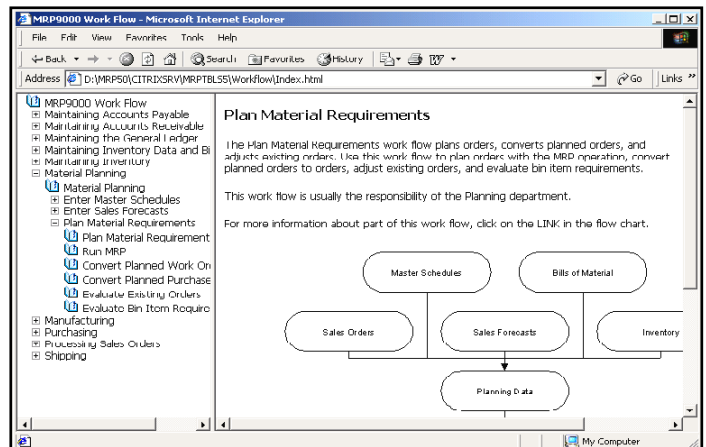 MRP9000 Work Flow - Microsoft Internet Explorer
File Edit View Favorites Tools Help
Back Search Favorites History
Address D:\MRP50\CITRIXSRV\MRPTBLS5\Workflow\Index.html Go Links »
MRP9000 Work Flow
Maintaining Accounts Payable
Maintaining Accounts Receivable
Maintaining the General Ledger
Maintaining Inventory Data and Bi
Maintaining Inventory
Material Planning
Material Planning
Enter Master Schedules
Enter Sales Forecasts
Plan Material Requirements
Plan Material Requirement
Run MRP
Convert Planned Work Or
Convert Planned Purchase
Evaluate Existing Orders
Evaluate Bin Item Require
Manufacturing
Purchasing
Processing Sales Orders
Shipping
Plan Material Requirements
The Plan Material Requirements work flow plans orders, converts planned orders, and
adjusts existing orders. Use this work flow to plan orders with the MRP operation, convert
planned orders to orders, adjust existing orders, and evaluate bin item requirements.
This work flow is usually the responsibility of the Planning department.
For more information about part of this work flow, click on the LINK in the flow chart.
Master Schedules
Bills of Material
Sales Orders
Sales Forecasts
Inventory
Planning Data
My Computer